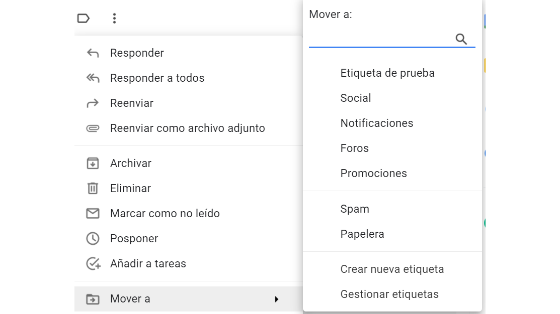 Responder
Responder a todos
Reenviar
Reenviar como archivo adjunto
Archivar
Eliminar
Marcar como no leído
Posponer
Añadir a tareas
Mover a
Mover a:
Etiqueta de prueba
Social
Notificaciones
Foros
Promociones
Spam
Papelera
Crear nueva etiqueta
Gestionar etiquetas